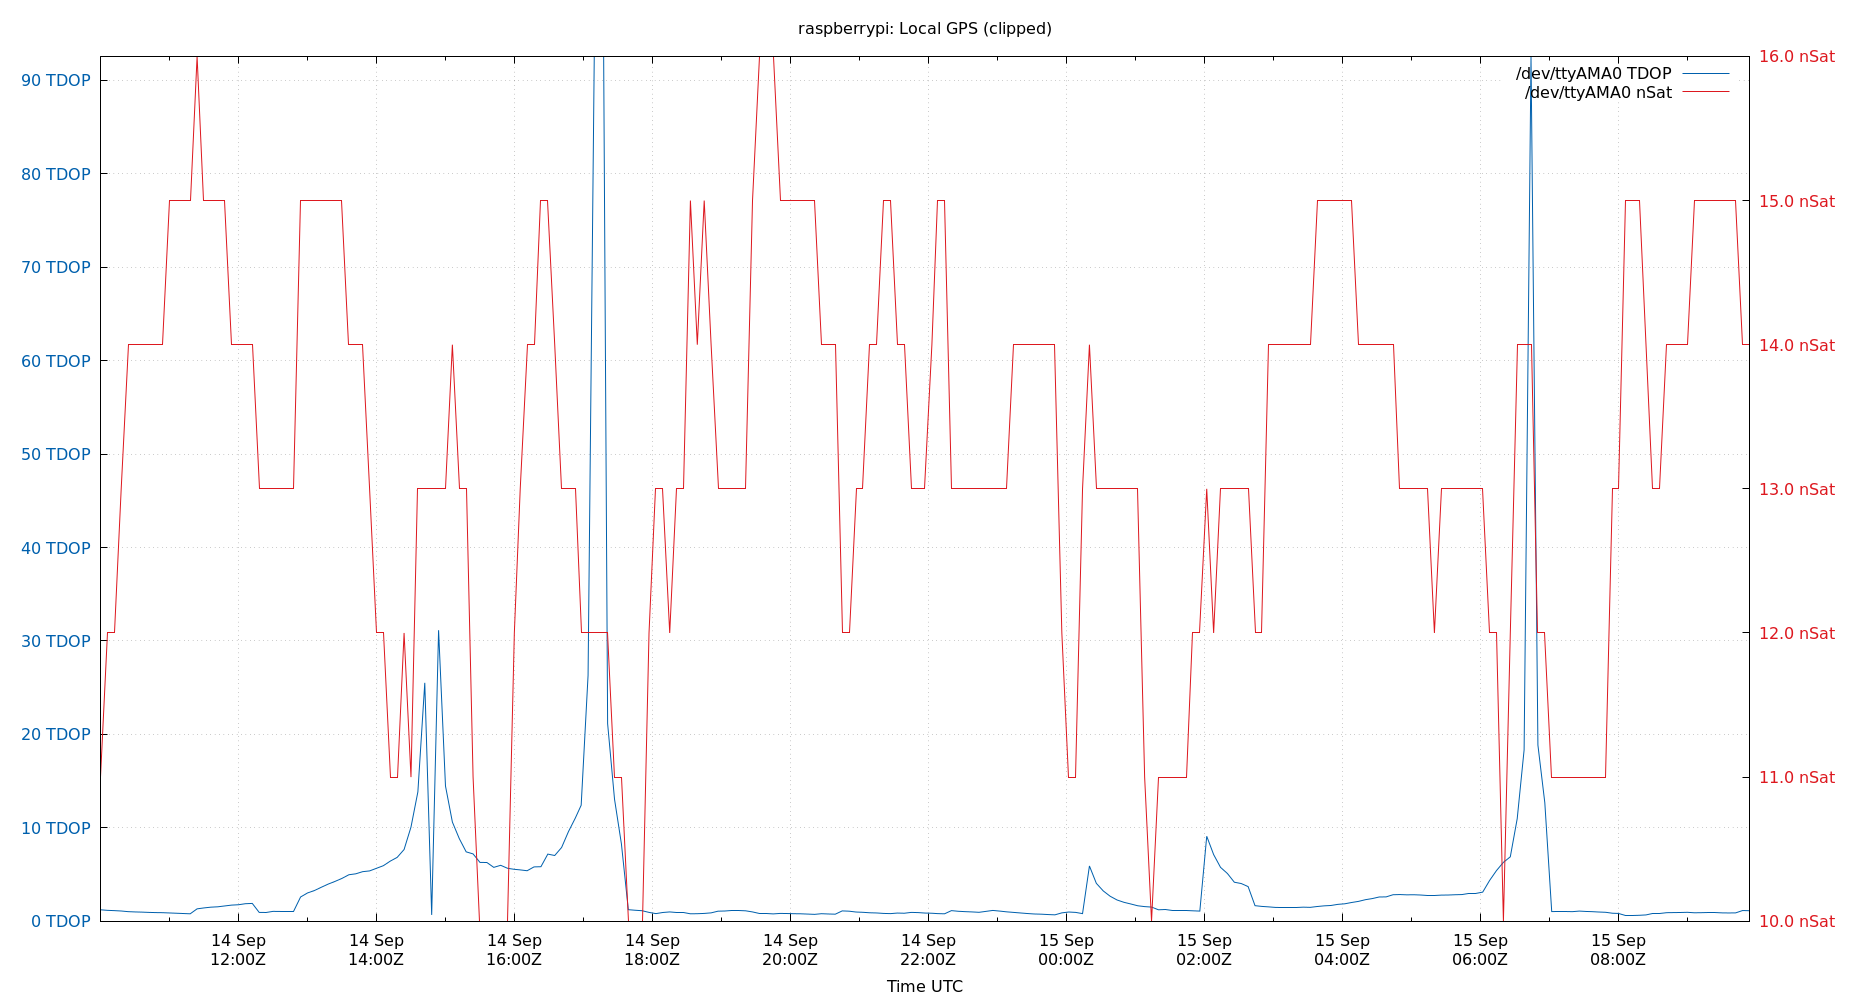 raspberrypi: Local GPS (clipped)
/dev/ttyAMA0 TDOP
/dev/ttyAMA0 nSat
90 TDOP
80 TDOP
70 TDOP
60 TDOP
50 TDOP
40 TDOP
30 TDOP
20 TDOP
10 TDOP
0 TDOP
16.0 nSat
15.0 nSat
14.0 nSat
13.0 nSat
12.0 nSat
11.0 nSat
10.0 nSat
14 Sep
12:00Z
14 Sep
14:00Z
14 Sep
16:00Z
14 Sep
18:00Z
14 Sep
20:00Z
14 Sep
22:00Z
15 Sep
00:00Z
15 Sep
02:00Z
15 Sep
04:00Z
15 Sep
06:00Z
15 Sep
08:00Z
Time UTC